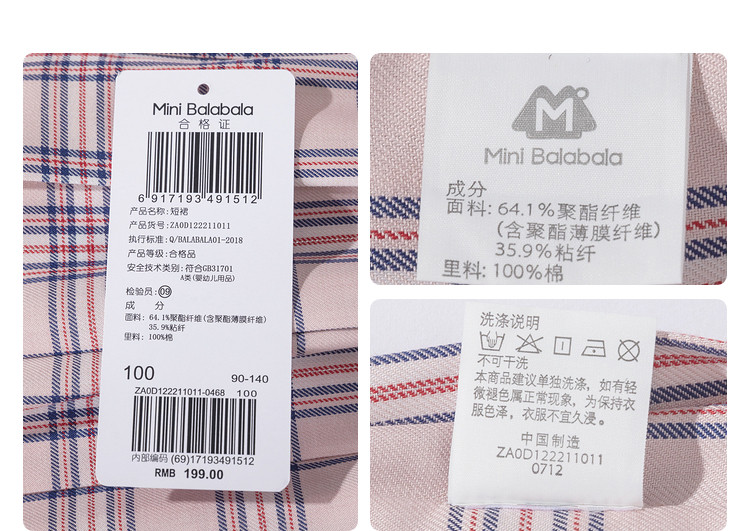 Mini Balabala
合格证
6 917193 491512
产品名称: 短裙
产品货号: ZA0D122211011
执行标准: Q/BALABALA01-2018
产品等级: 合格品
安全技术类别: 符合GB31701
A类(婴幼儿用品)
检验员: 09
成 分
面料: 64.1%聚酯纤维(含聚酯薄膜纤维)
35.9%粘纤
里料: 100%棉
100 90-140
ZA0D122211011-0468 100
内部编码 (69)17193491512
RMB 199.00
M
Mini Balabala
成分
面料: 64.1%聚酯纤维
(含聚酯薄膜纤维)
35.9%粘纤
里料: 100%棉
洗涤说明
不可干洗
本商品建议单独洗涤, 如有轻
微褪色属正常现象, 为保持衣
服色泽, 衣服不宜久浸。
中国制造
ZA0D122211011
0712